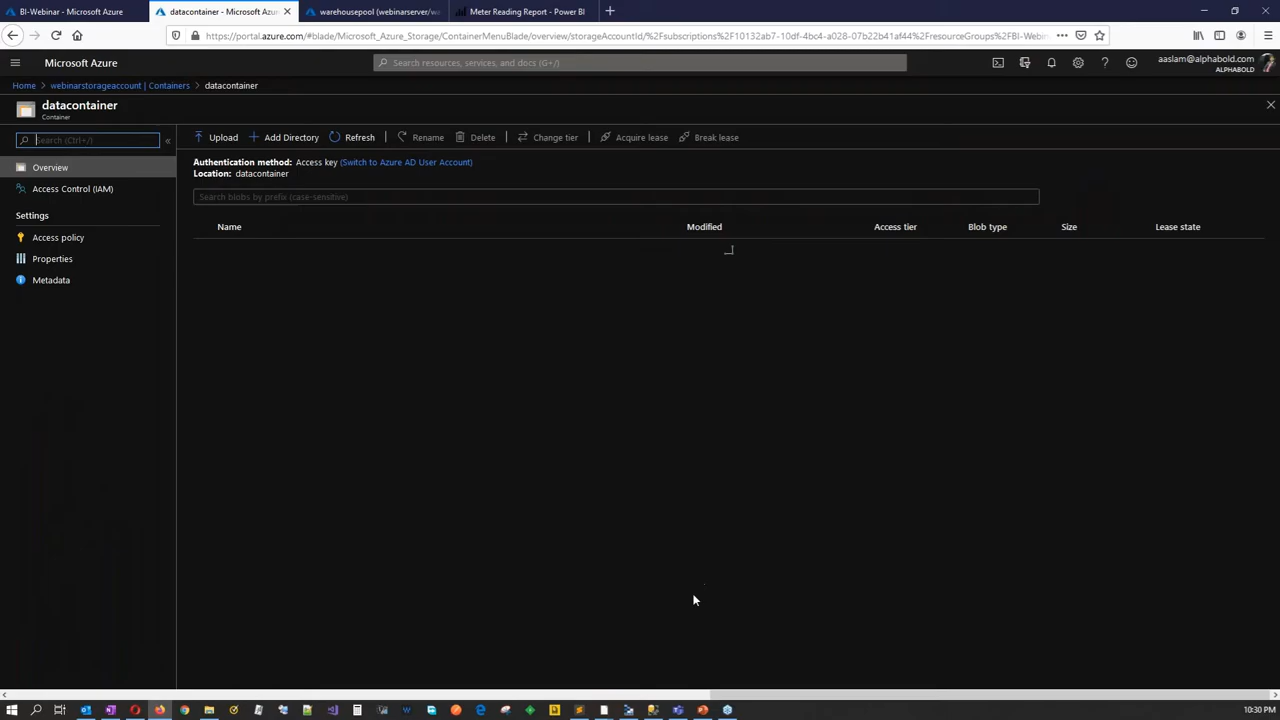 BI-Webinar - Microsoft Azure
datacontainer - Microsoft Azu
warehousepool (webinarserver/wa
Meter Reading Report - Power BI
https://portal.azure.com/#blade/Microsoft_Azure_Storage/ContainerMenuBlade/overview/storageAccountId/%2Fsubscriptions%2F10132ab7-10df-4bc4-a028-07b22b41af44%2FresourceGroups%2FBI-Webin
Microsoft Azure
Search resources, services, and docs (G+/)
aaslam@alphabold.com
ALPHABOLD
Home > webinarstorageaccount | Containers > datacontainer
datacontainer
Container
Search (Ctrl+/)
«
Overview
Access Control (IAM)
Settings
Access policy
Properties
Metadata
Upload
Add Directory
Refresh
Rename
Delete
Change tier
Acquire lease
Break lease
Authentication method: Access key (Switch to Azure AD User Account)
Location: datacontainer
Search blobs by prefix (case-sensitive)
Name
Modified
Access tier
Blob type
Size
Lease state
10:30 PM